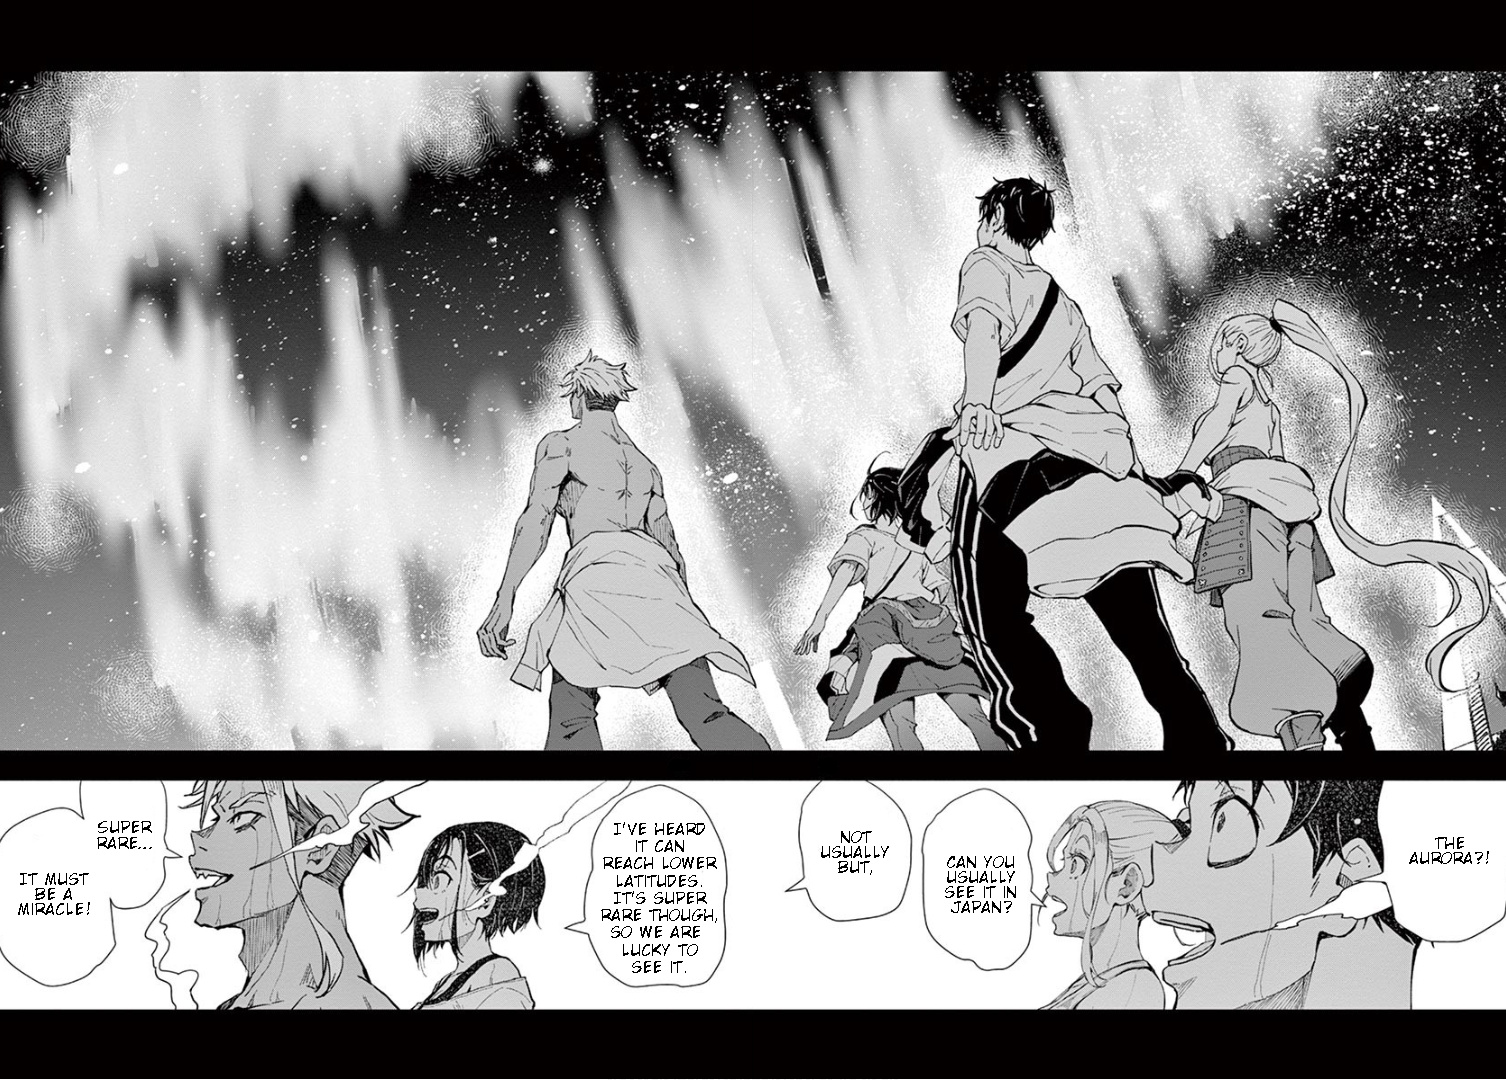 THE
AURORA?!
CAN YOU
USUALLY
SEE IT IN
JAPAN?
NOT
USUALLY
BUT,
I'VE HEARD
IT CAN
REACH LOWER
LATITUDES.
IT'S SUPER
RARE THOUGH,
SO WE ARE
LUCKY TO
SEE IT.
SUPER
RARE...
IT MUST
BE A
MIRACLE!